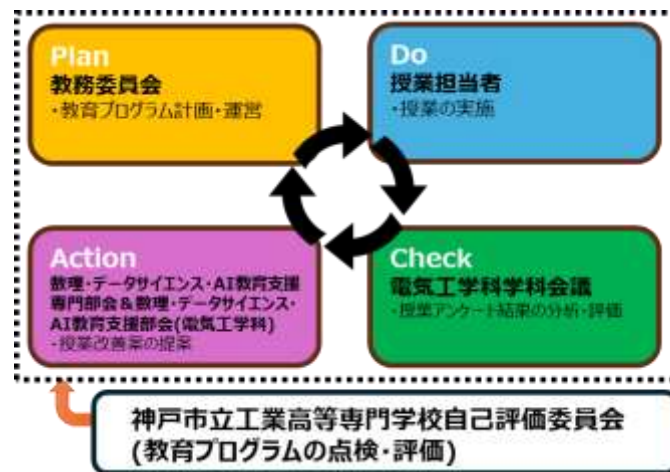 Plan
教務委員会
・教育プログラム計画・運営
Do
授業担当者
・授業の実施
Action
数理・データサイエンス・AI教育支援
専門部会&数理・データサイエンス・
AI教育支援部会(電気工学科)
・授業改善案の提案
Check
電気工学科学科会議
・授業アンケート結果の分析・評価
神戸市立工業高等専門学校自己評価委員会
(教育プログラムの点検・評価)